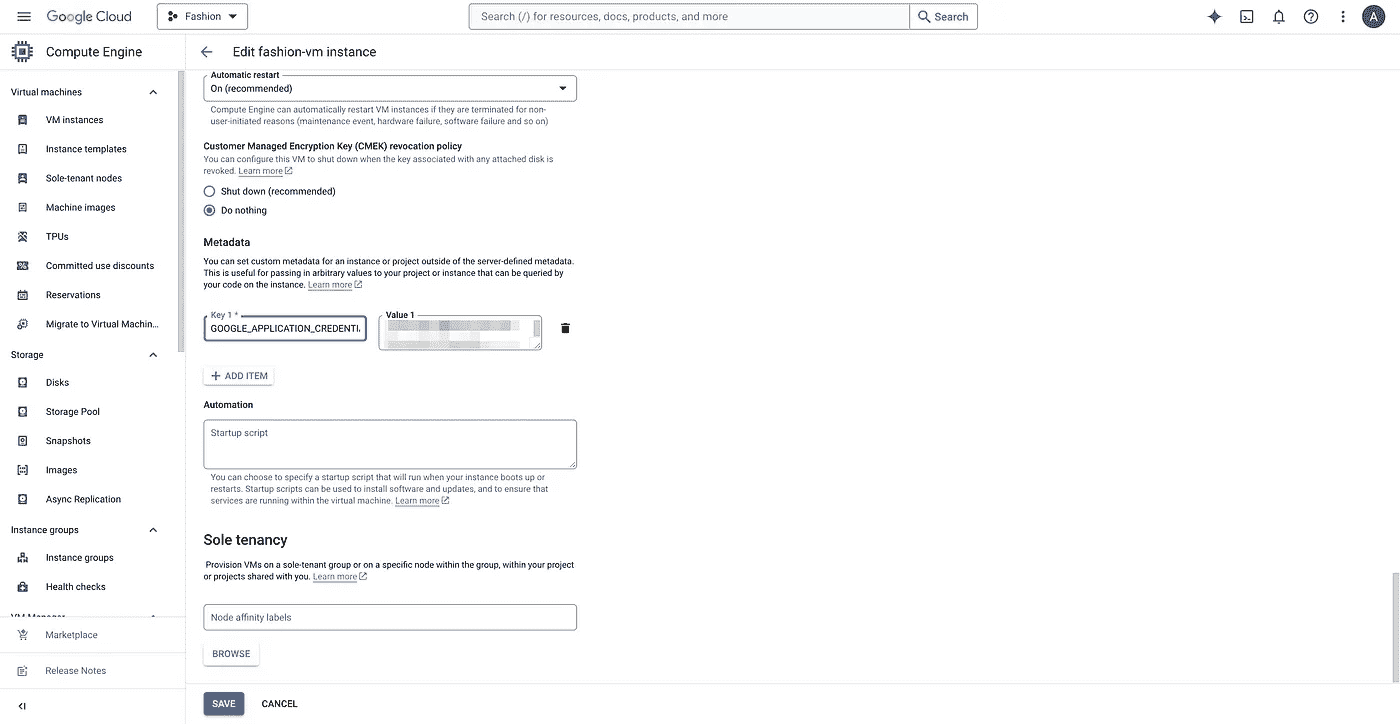 Google Cloud
Fashion
Search (/) for resources, docs, products, and more
Search
A
Compute Engine
Edit fashion-vm instance
Virtual machines
VM instances
Instance templates
Sole-tenant nodes
Machine images
TPUs
Committed use discounts
Reservations
Migrate to Virtual Machin...
Storage
Disks
Storage Pool
Snapshots
Images
Async Replication
Instance groups
Instance groups
Health checks
VM Manager
Marketplace
Release Notes
Automatic restart
On (recommended)
Compute Engine can automatically restart VM instances if they are terminated for non-
user-initiated reasons (maintenance event, hardware failure, software failure and so on)
Customer Managed Encryption Key (CMEK) revocation policy
You can configure this VM to shut down when the key associated with any attached disk is
revoked. Learn more
Shut down (recommended)
Do nothing
Metadata
You can set custom metadata for an instance or project outside of the server-defined metadata.
This is useful for passing in arbitrary values to your project or instance that can be queried by
your code on the instance. Learn more
Key 1 *
GOOGLE_APPLICATION_CREDENTI
Value 1
ADD ITEM
Automation
Startup script
You can choose to specify a startup script that will run when your instance boots up or
restarts. Startup scripts can be used to install software and updates, and to ensure that
services are running within the virtual machine. Learn more
Sole tenancy
Provision VMs on a sole-tenant group or on a specific node within the group, within your project
or projects shared with you. Learn more
Node affinity labels
BROWSE
SAVE
CANCEL